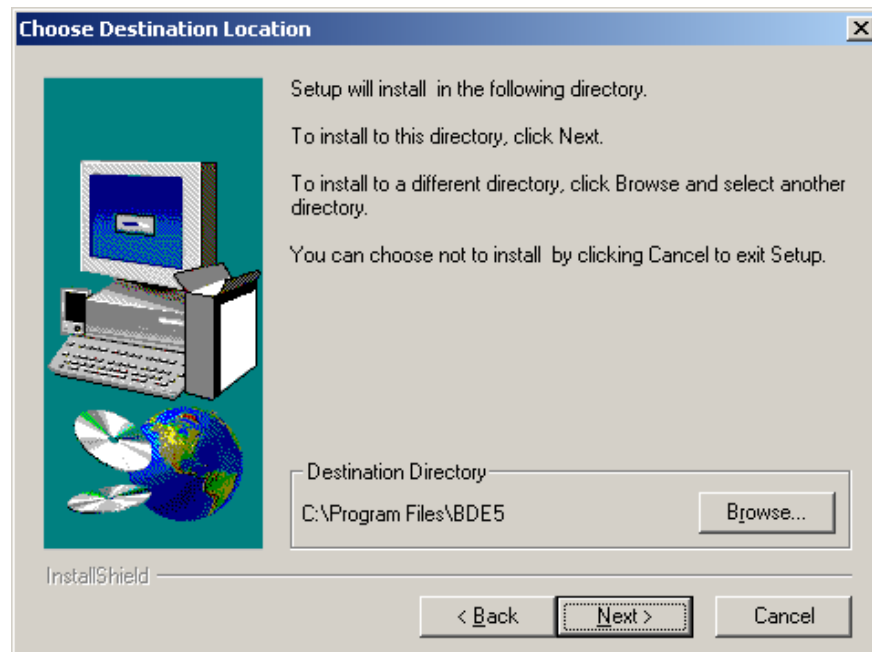 Choose Destination Location
Setup will install  in the following directory.
To install to this directory, click Next.
To install to a different directory, click Browse and select another
directory.
You can choose not to install  by clicking Cancel to exit Setup.
Destination Directory
C:\Program Files\BDE5
Browse...
InstallShield
< Back
Next >
Cancel